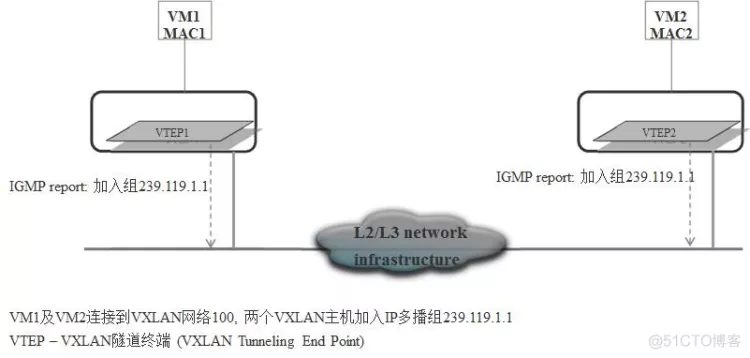 VM1
MAC1
VM2
MAC2
VTEP1
VTEP2
IGMP report: 加入组239.119.1.1
IGMP report: 加入组239.119.1.1
L2/L3 network
infrastructure
VM1及VM2连接到VXLAN网络100, 两个VXLAN主机加入IP多播组239.119.1.1
VTEP – VXLAN隧道终端 (VXLAN Tunneling End Point)
@51CTO博客